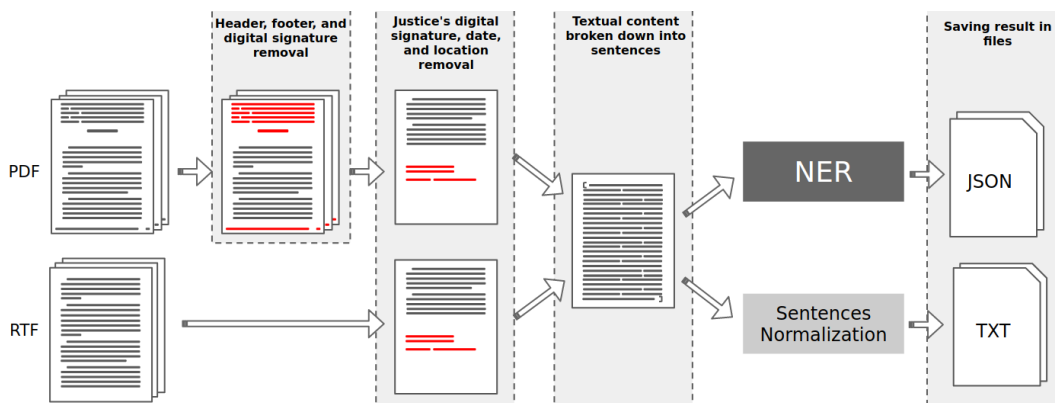 Header, footer, and
digital signature
removal
Justice's digital
signature, date,
and location
removal
Textual content
broken down into
sentences
Saving result in
files
PDF
NER
JSON
RTF
Sentences
Normalization
TXT